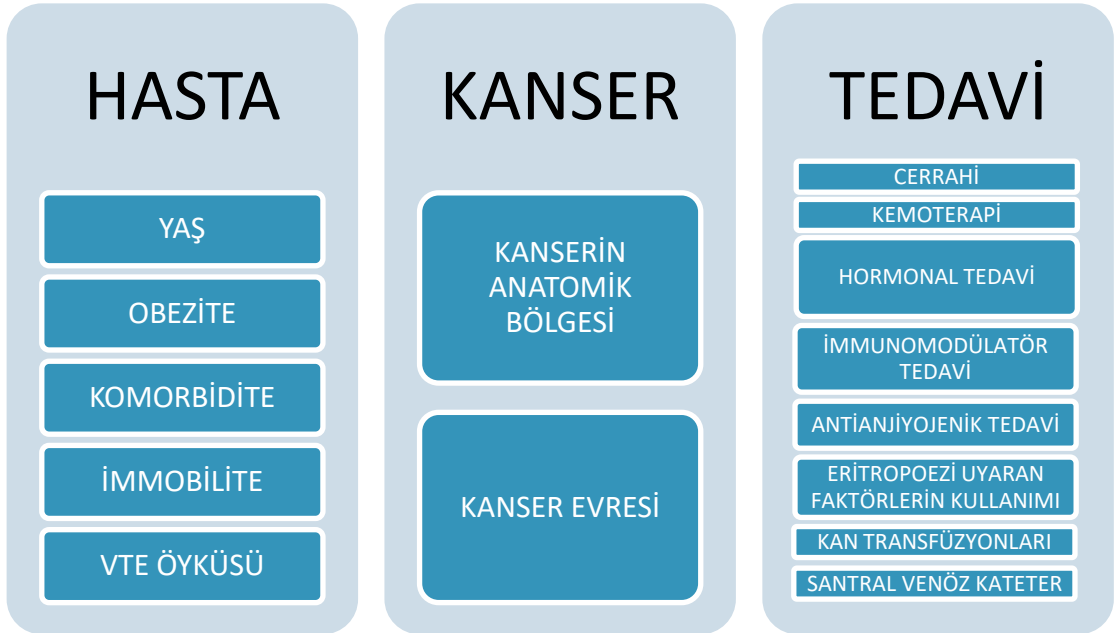 HASTA
YAŞ
OBEZİTE
KOMORBİDİTE
İMMOBİLİTE
VTE ÖYKÜSÜ
KANSER
KANSERİN
ANATOMİK
BÖLGESİ
KANSER EVRESİ
TEDAVİ
CERRAHİ
KEMOTERAPİ
HORMONAL TEDAVİ
İMMUNOMODÜLATÖR
TEDAVİ
ANTİANJİYOJENİK TEDAVİ
ERİTROPOEZİ UYARAN
FAKTÖRLERİN KULLANIMI
KAN TRANSFÜZYONLARI
SANTRAL VENÖZ KATETER